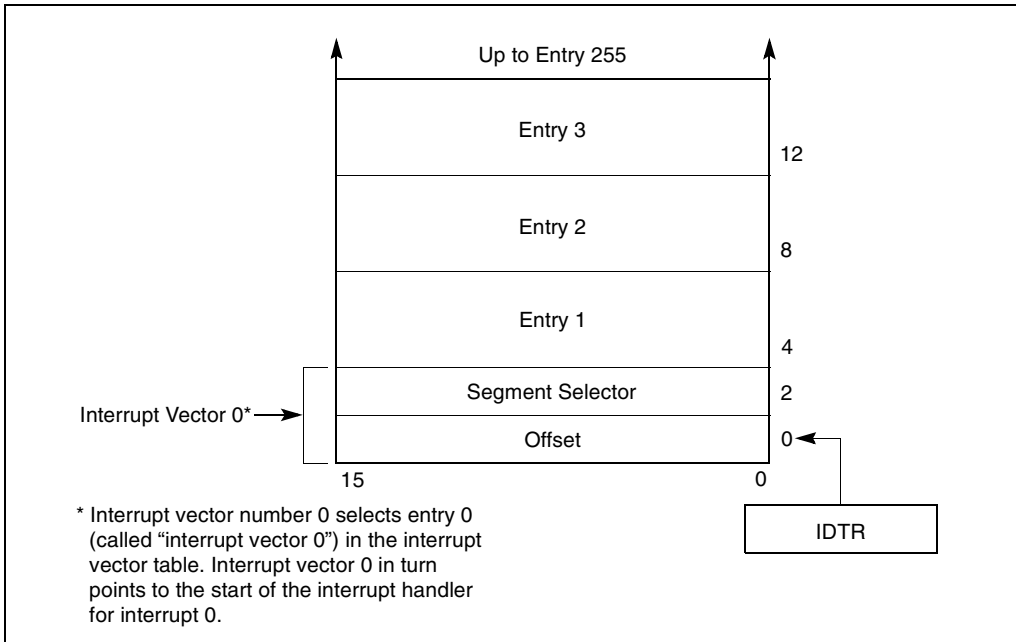 Up to Entry 255
Entry 3
12
Entry 2
8
Entry 1
4
Segment Selector
2
Interrupt Vector 0*
Offset
0
15
0
* Interrupt vector number 0 selects entry 0
(called “interrupt vector 0”) in the interrupt
vector table. Interrupt vector 0 in turn
points to the start of the interrupt handler
for interrupt 0.
IDTR